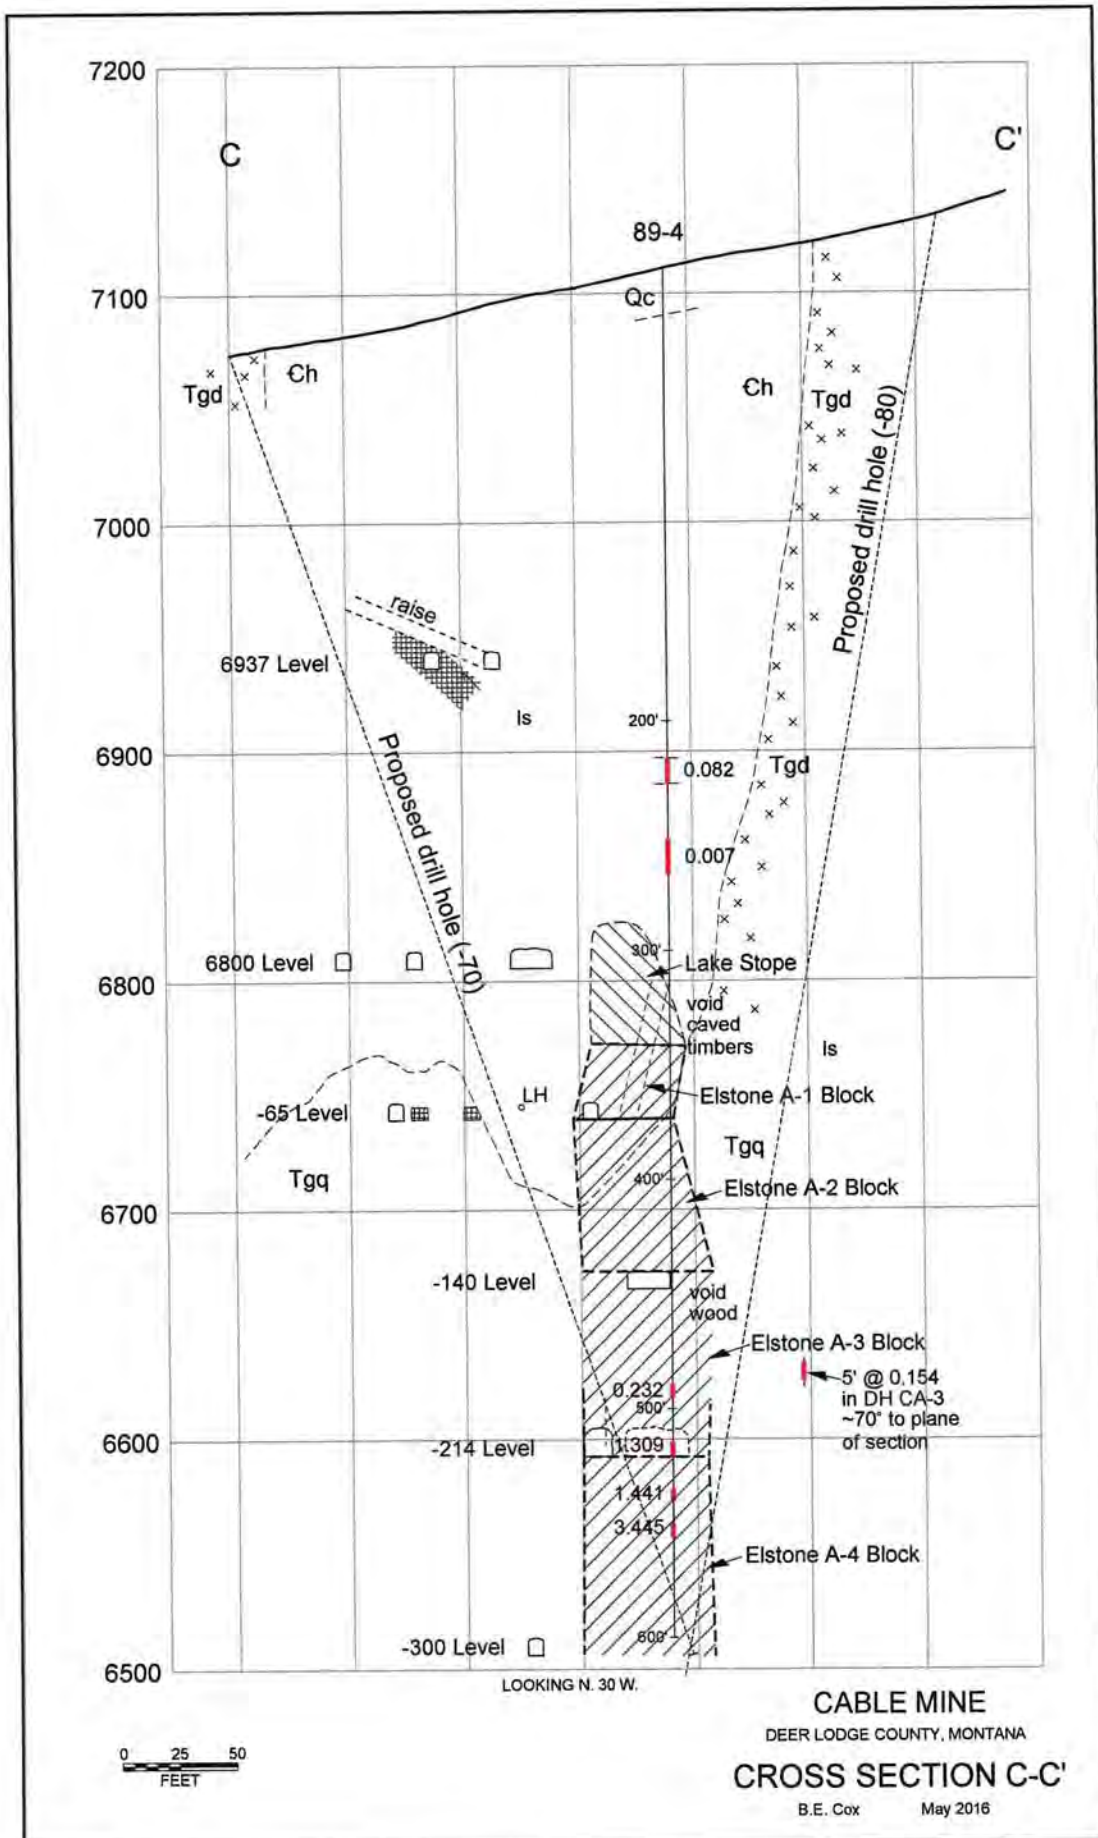 7200
C
C'
89-4
7100
Qc
Tgd
Ꞓh
Ꞓh
Tgd
Proposed drill hole (-80)
7000
raise
6937 Level
ls
200'
6900
0.082
Tgd
Proposed drill hole (-70)
0.007
6800 Level
300'
Lake Stope
6800
void
caved
timbers
ls
-65 Level
LH
Elstone A-1 Block
Tgq
Tgq
400'
Elstone A-2 Block
6700
-140 Level
void
wood
Elstone A-3 Block
0.232
500'
5' @ 0.154
in DH CA-3
~70° to plane
of section
6600
-214 Level
1.309
1.441
3.445
Elstone A-4 Block
600'
-300 Level
6500
LOOKING N. 30 W.
CABLE MINE
DEER LODGE COUNTY, MONTANA
0 25 50
FEET
CROSS SECTION C-C'
B.E. Cox May 2016